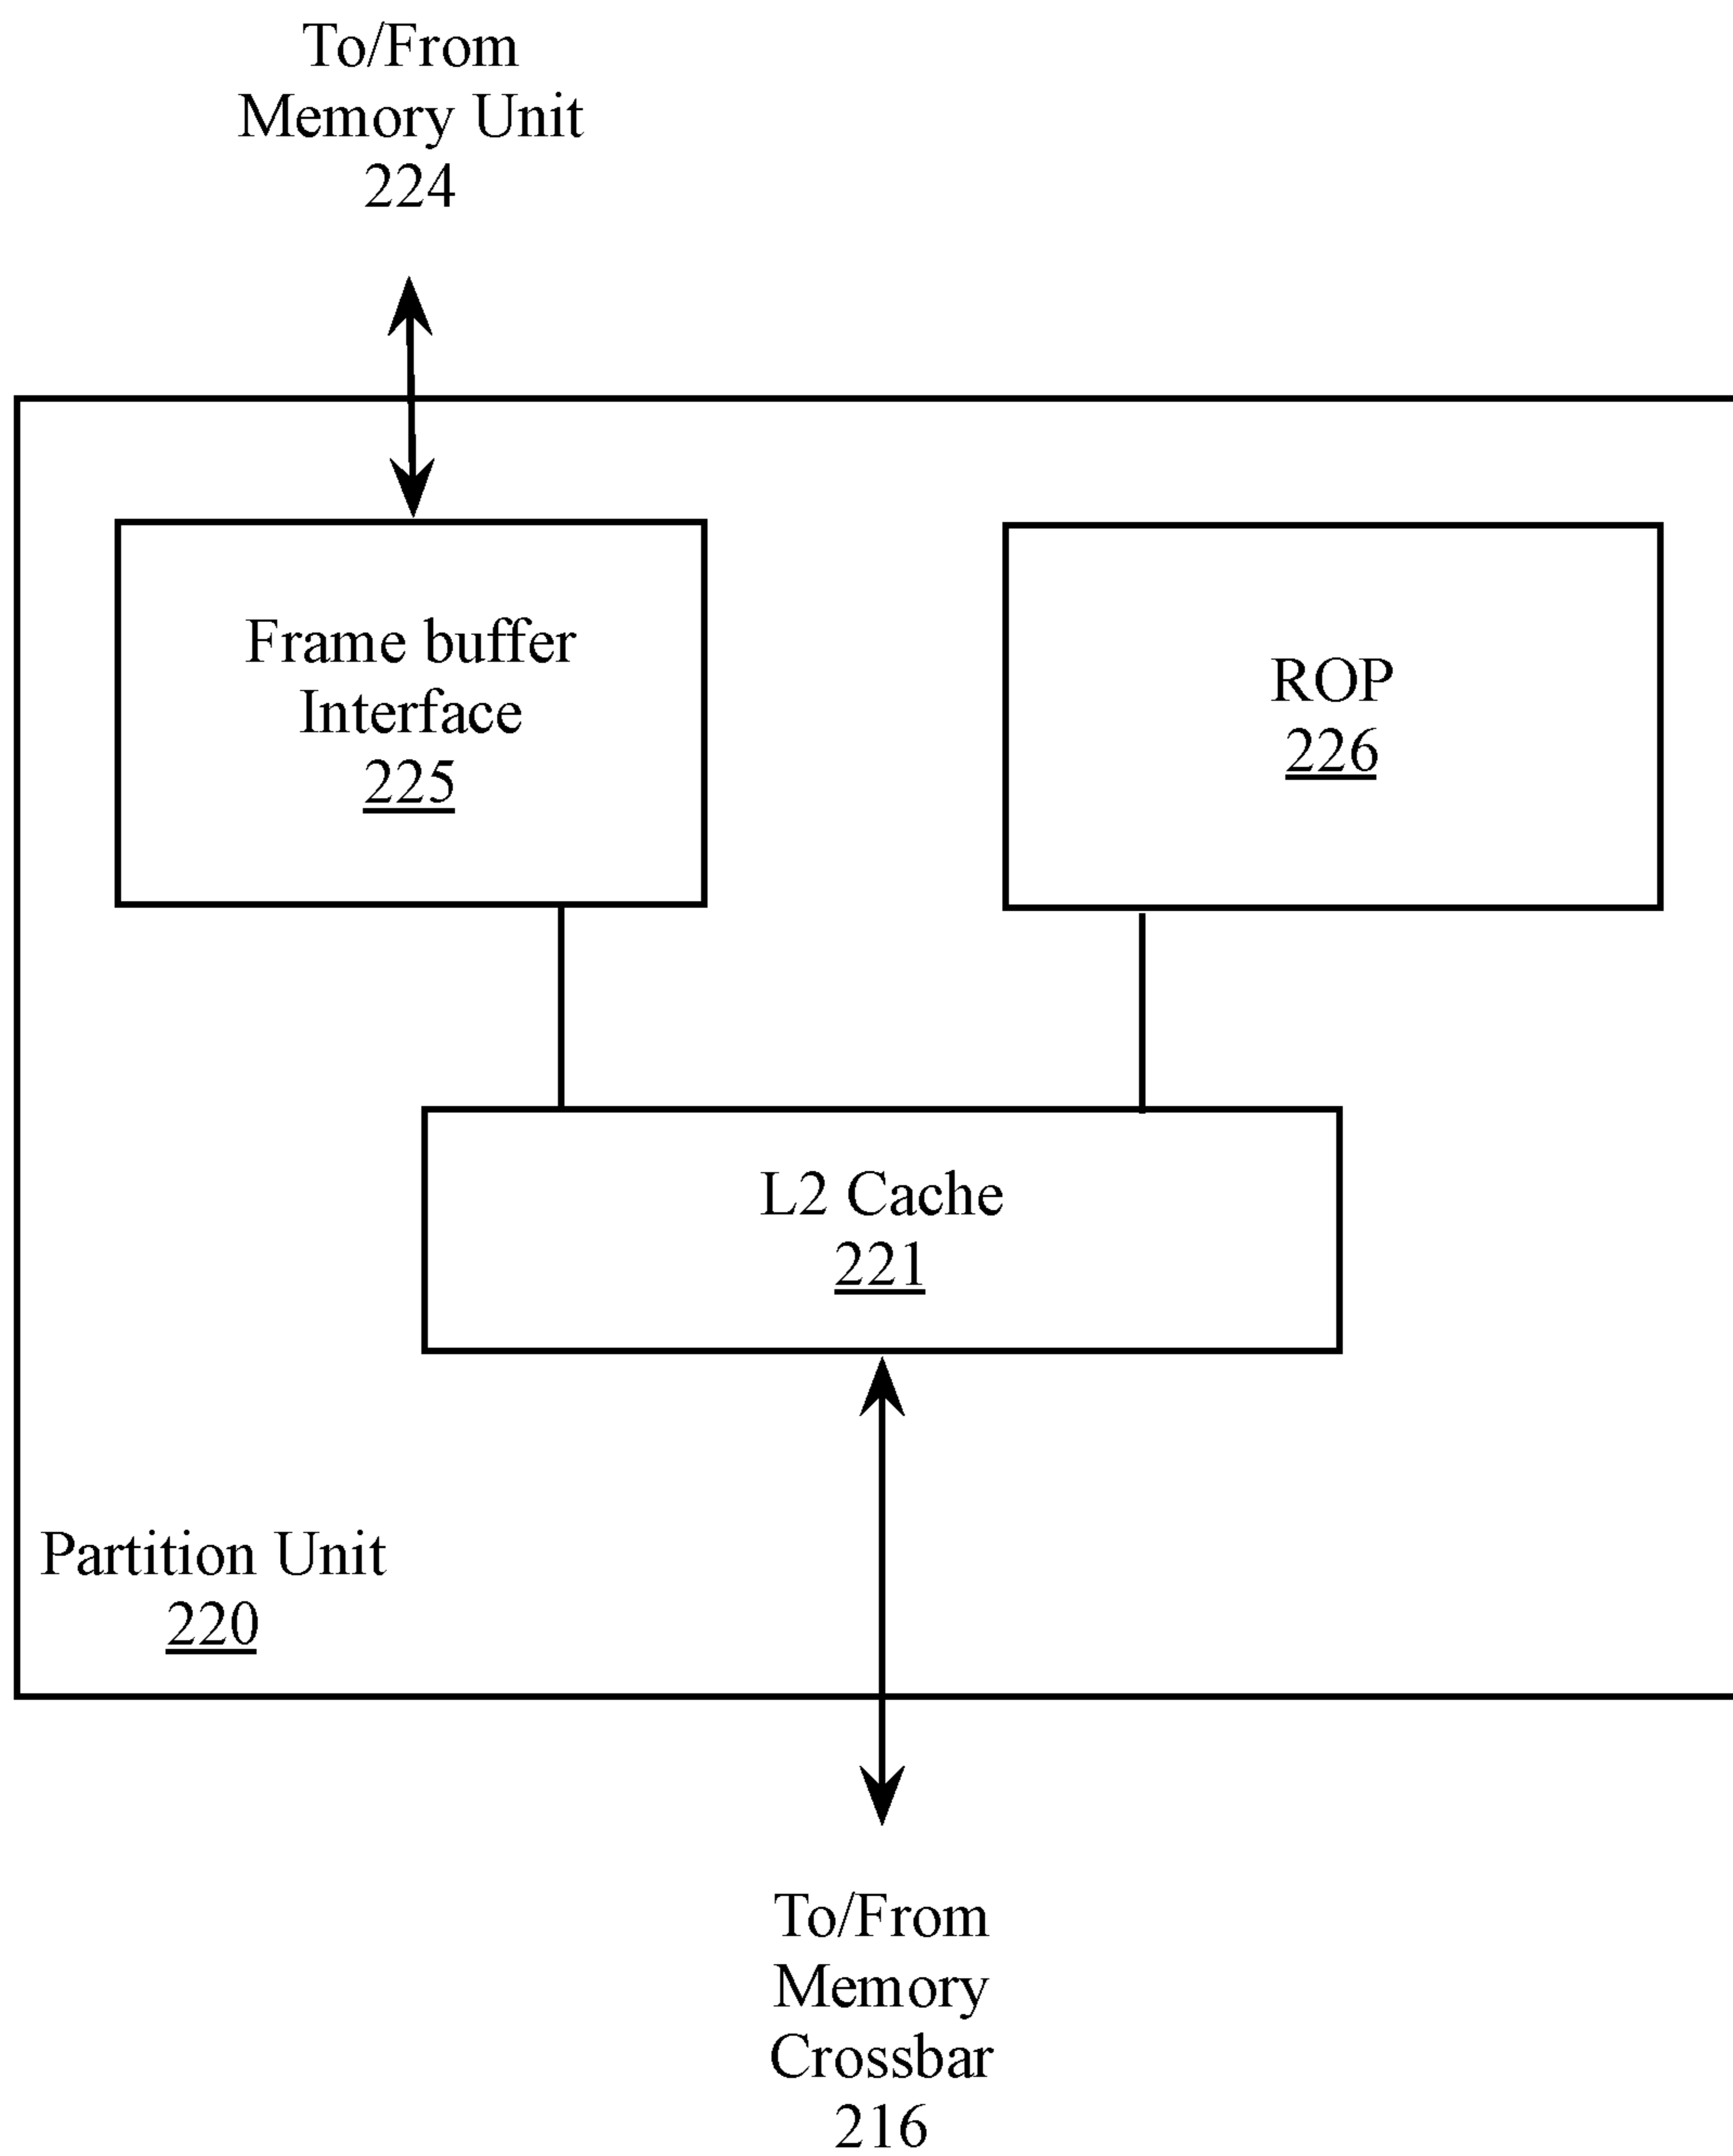 To/From
Memory Unit
224
Frame buffer
Interface
225
ROP
226
L2 Cache
221
Partition Unit
220
To/From
Memory
Crossbar
216